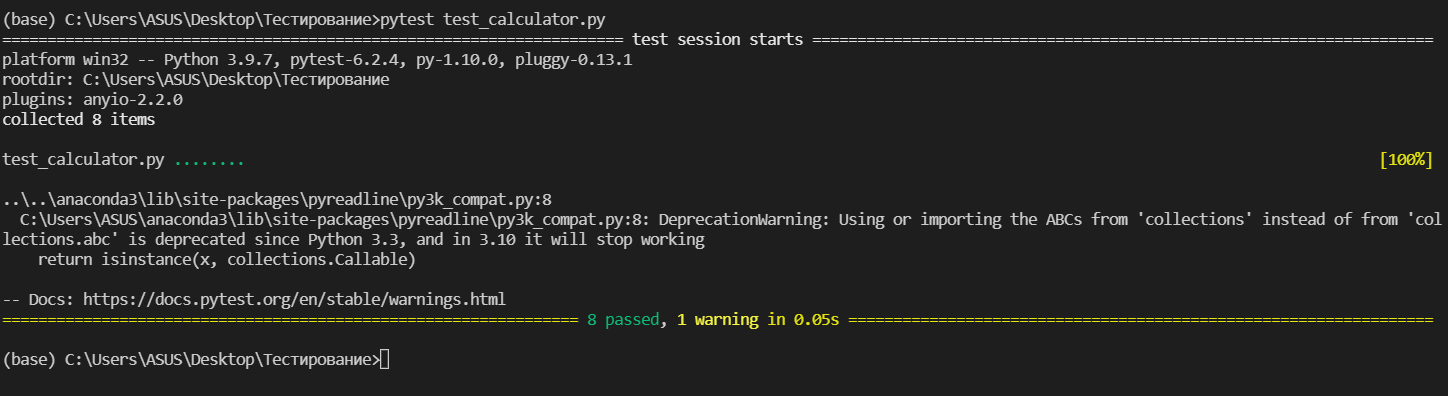 (base) C:\Users\ASUS\Desktop\Тестирование>pytest test_calculator.py
===================================================================== test session starts =====================================================================
platform win32 -- Python 3.9.7, pytest-6.2.4, py-1.10.0, pluggy-0.13.1
rootdir: C:\Users\ASUS\Desktop\Тестирование
plugins: anyio-2.2.0
collected 8 items
test_calculator.py ........ [100%]
..\..\anaconda3\lib\site-packages\pyreadline\py3k_compat.py:8
C:\Users\ASUS\anaconda3\lib\site-packages\pyreadline\py3k_compat.py:8: DeprecationWarning: Using or importing the ABCs from 'collections' instead of from 'col
lections.abc' is deprecated since Python 3.3, and in 3.10 it will stop working
return isinstance(x, collections.Callable)
-- Docs: https://docs.pytest.org/en/stable/warnings.html
================================================================ 8 passed, 1 warning in 0.05s =================================================================
(base) C:\Users\ASUS\Desktop\Тестирование>